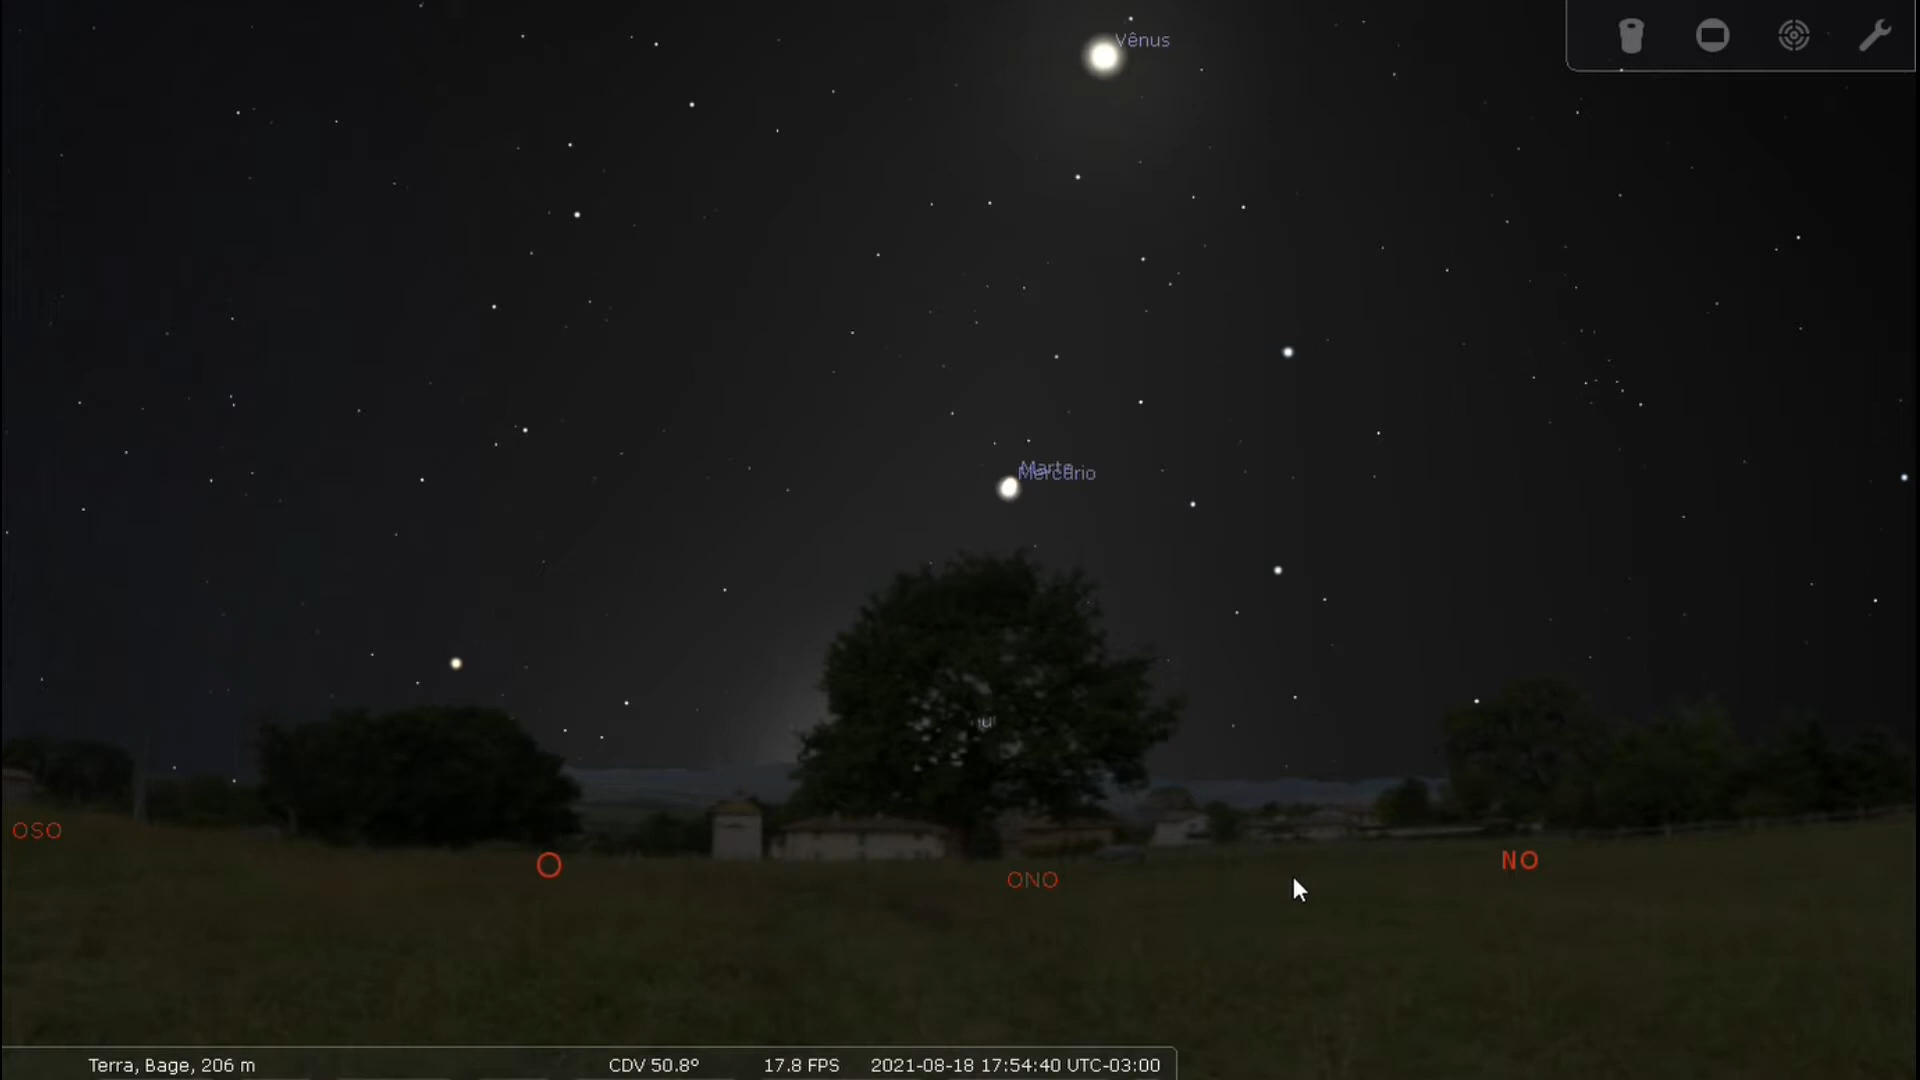 Vênus
Marte
Mercúrio
OSO
O
ONO
NO
Terra, Bage, 206 m
CDV 50.8°
17.8 FPS
2021-08-18 17:54:40 UTC-03:00